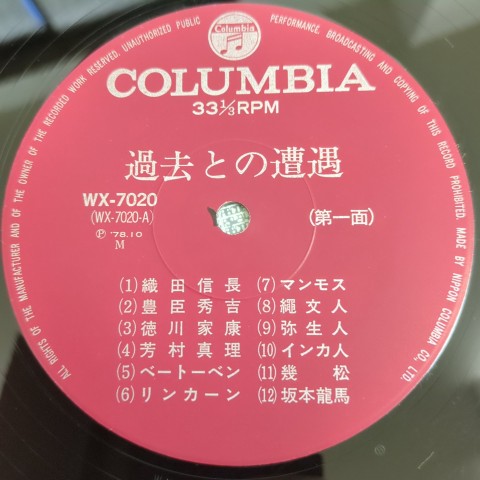 ALL RIGHTS OF THE MANUFACTURER AND OF THE OWNER OF THE RECORDED WORK RESERVED. UNAUTHORIZED PUBLIC PERFORMANCE, BROADCASTING AND COPYING OF THIS RECORD PROHIBITED. MADE BY NIPPON COLUMBIA CO., LTD.
Columbia
COLUMBIA
33 1/3 RPM
過去との遭遇
WX-7020
(WX-7020-A)
(第一面)
Ⓟ '78.10
M
(1) 織田信長
(2) 豊臣秀吉
(3) 徳川家康
(4) 芳村真理
(5) ベートーベン
(6) リンカーン
(7) マンモス
(8) 縄文人
(9) 弥生人
(10) インカ人
(11) 幾松
(12) 坂本龍馬